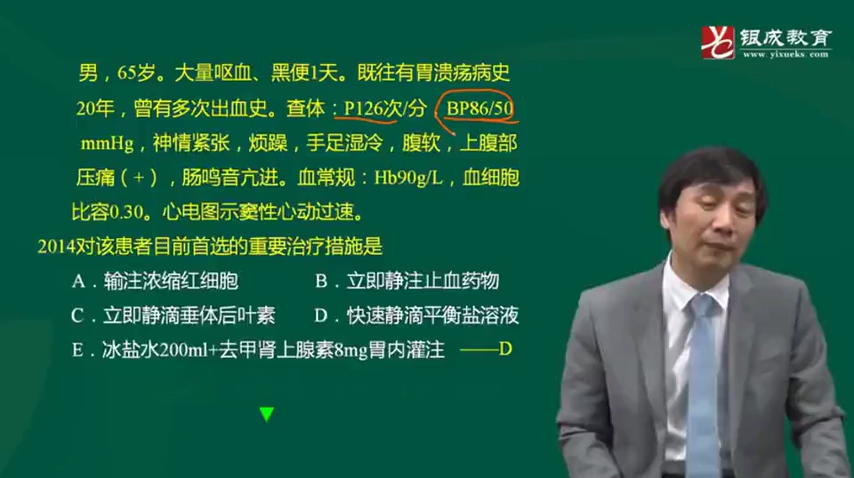 银成教育
www.yixueks.com
男，65岁。大量呕血、黑便1天。既往有胃溃疡病史
20年，曾有多次出血史。查体：P126次/分，BP86/50
mmHg，神情紧张，烦躁，手足湿冷，腹软，上腹部
压痛（+），肠鸣音亢进。血常规：Hb90g/L，血细胞
比容0.30。心电图示窦性心动过速。
2014对该患者目前首选的重要治疗措施是
A．输注浓缩红细胞 B．立即静注止血药物
C．立即静滴垂体后叶素 D．快速静滴平衡盐溶液
E．冰盐水200ml+去甲肾上腺素8mg胃内灌注 ——D